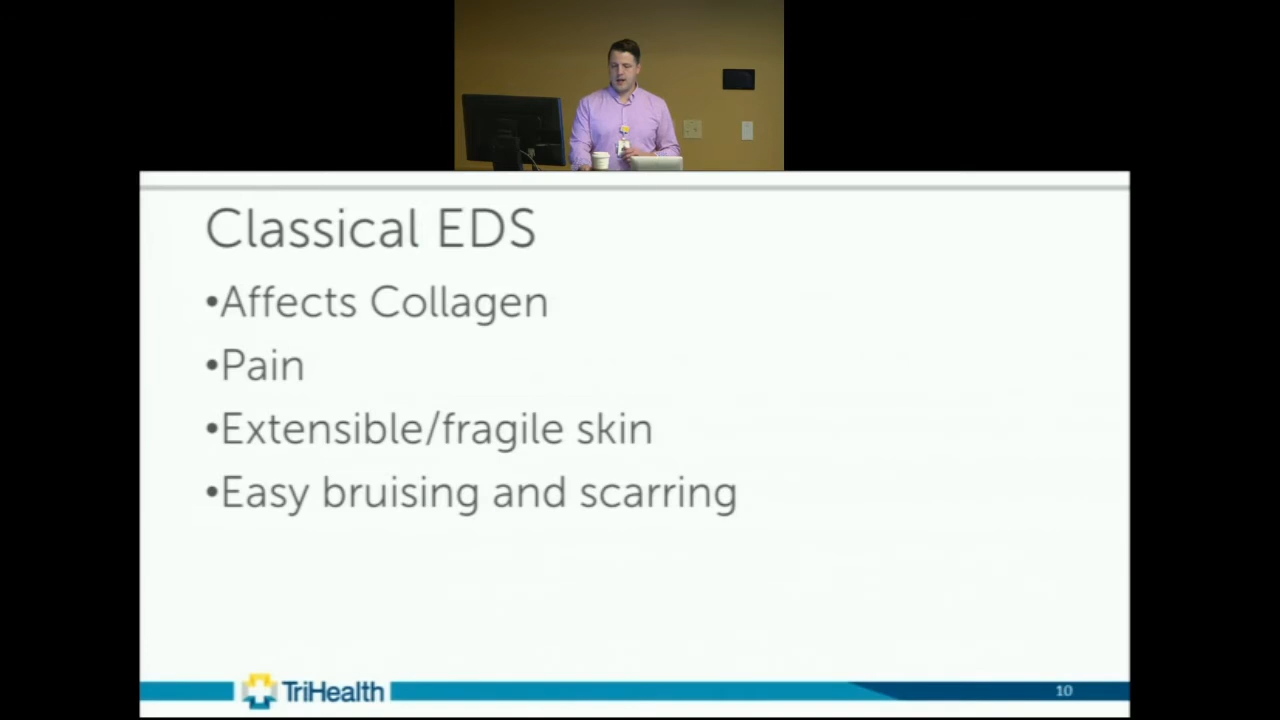 Classical EDS
•Affects Collagen
•Pain
•Extensible/fragile skin
•Easy bruising and scarring
TriHealth
10